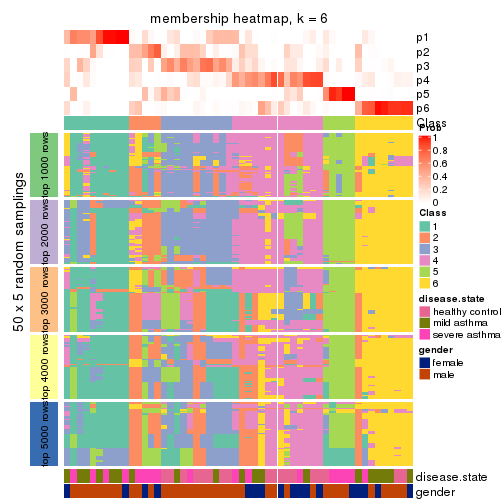 membership heatmap, k = 6
p1
p2
p3
p4
p5
p6
Class
Prob
1
0.8
0.6
0.4
0.2
0
Class
1
2
3
4
5
6
disease.state
healthy control
mild asthma
severe asthma
gender
female
male
50 x 5 random samplings
top 1000 rows
top 2000 rows
top 3000 rows
top 4000 rows
top 5000 rows
disease.state
gender